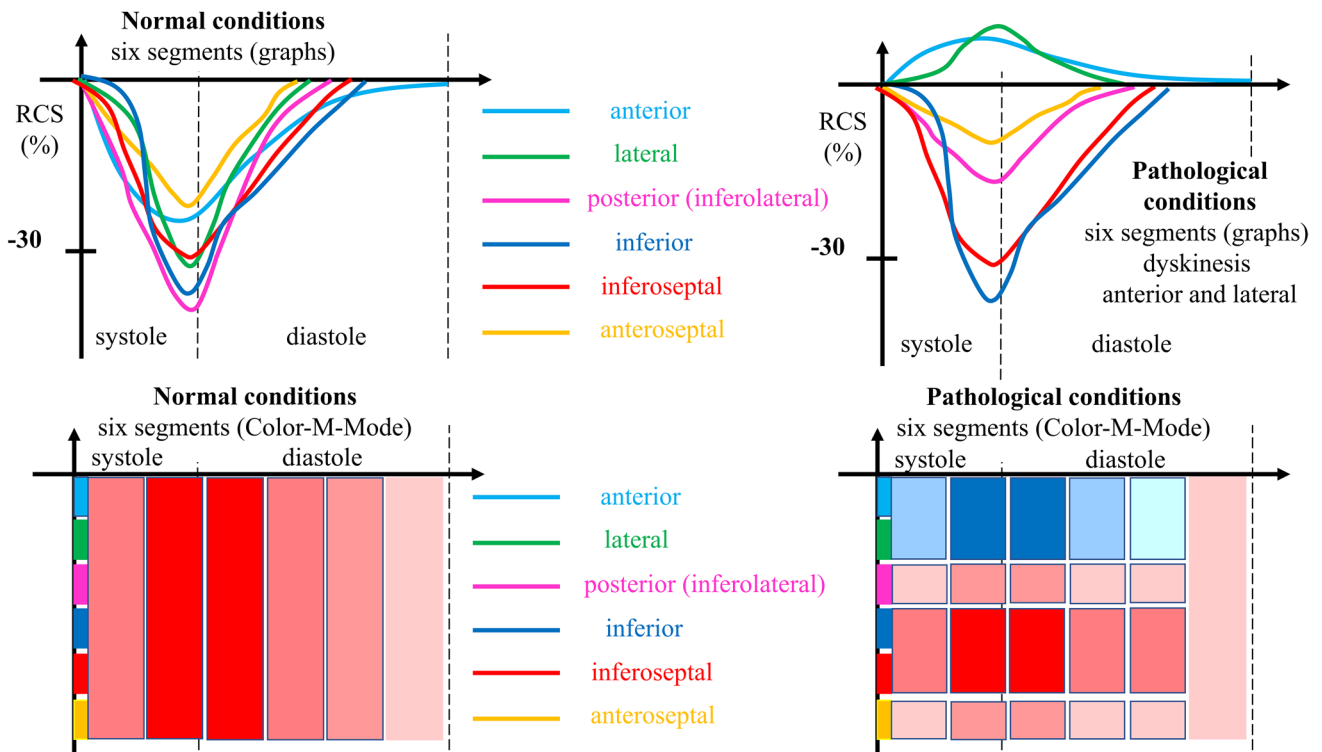 Normal conditions
six segments (graphs)
RCS
(%)
-30
systole
diastole
anterior
lateral
posterior (inferolateral)
inferior
inferoseptal
anteroseptal
RCS
(%)
-30
Pathological
conditions
six segments (graphs)
dyskinesis
anterior and lateral
systole
diastole
Normal conditions
six segments (Color-M-Mode)
systole
diastole
anterior
lateral
posterior (inferolateral)
inferior
inferoseptal
anteroseptal
Pathological conditions
six segments (Color-M-Mode)
systole
diastole